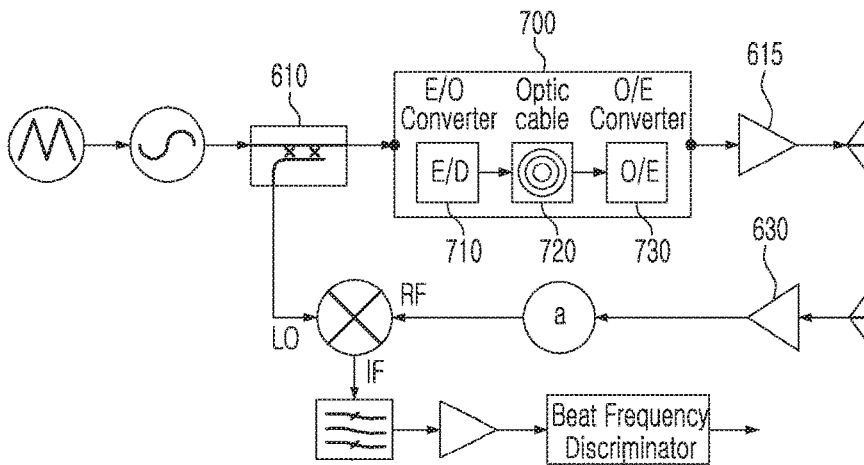 700
615
610
E/O Converter
Optic cable
O/E Converter
E/D
O/E
710
720
730
630
RF
a
LO
IF
Beat Frequency
Discriminator